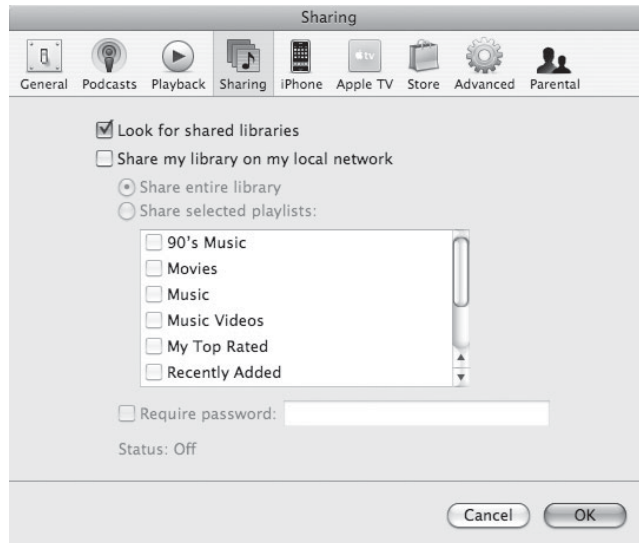 Sharing
General Podcasts Playback Sharing iPhone Apple TV Store Advanced Parental
Look for shared libraries
Share my library on my local network
Share entire library
Share selected playlists:
90's Music
Movies
Music
Music Videos
My Top Rated
Recently Added
Require password:
Status: Off
Cancel OK